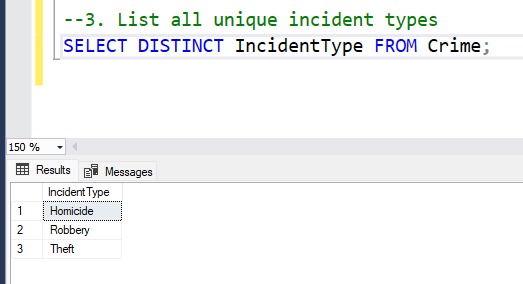 --3. List all unique incident types
SELECT DISTINCT IncidentType FROM Crime;
150 %
Results Messages
IncidentType
1 Homicide
2 Robbery
3 Theft